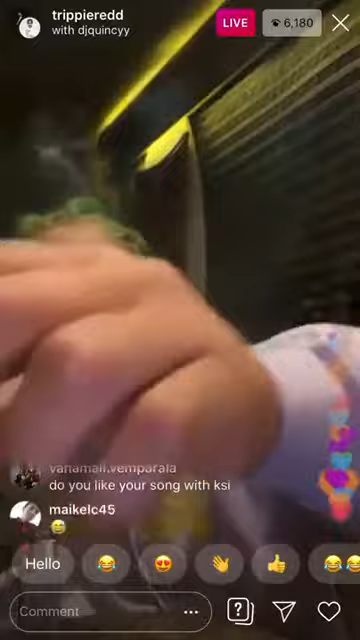 trippieredd
with djquincyy
LIVE
6,180
vanamali.vemparala
do you like your song with ksi
maikelc45
Hello
Comment